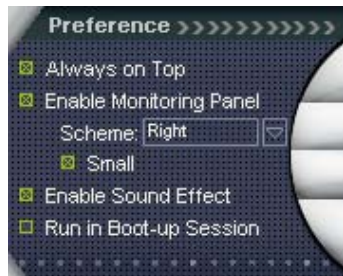 Preference >>>>>>>>>>>>
Always on Top
Enable Monitoring Panel
Scheme: Right
Small
Enable Sound Effect
Run in Boot-up Session